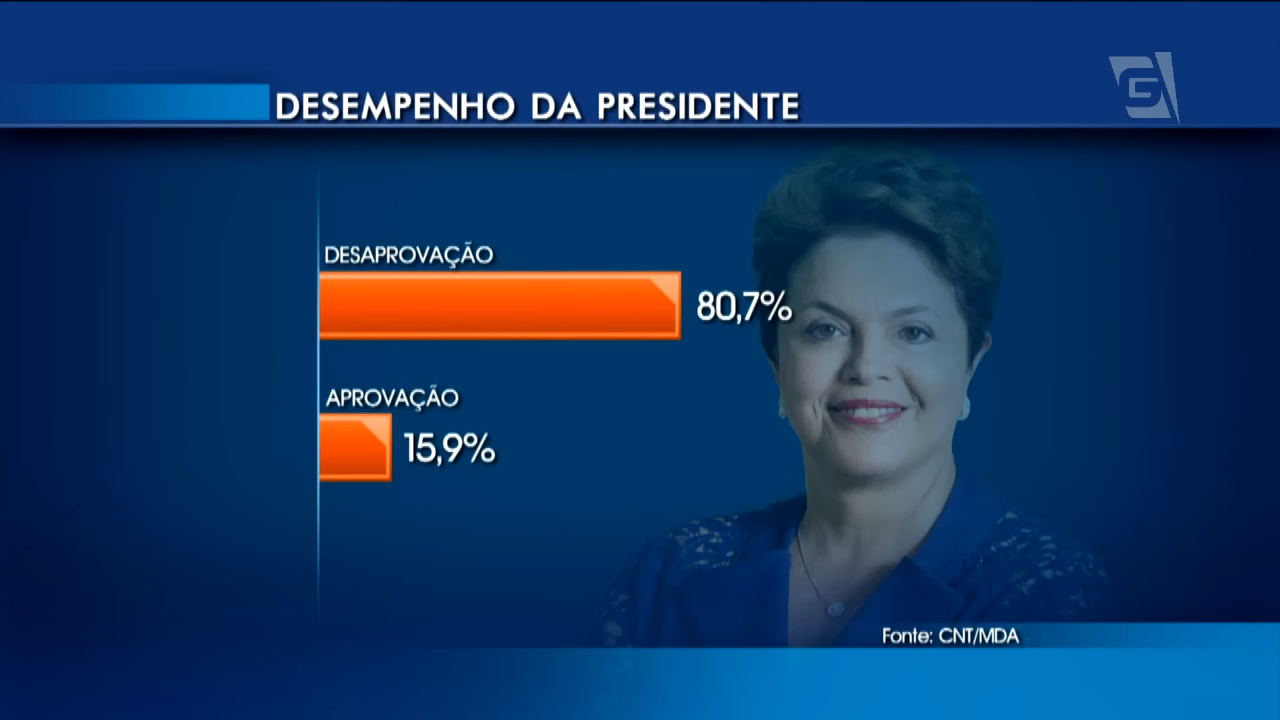 DESEMPENHO DA PRESIDENTE
DESAPROVAÇÃO
80,7%
APROVAÇÃO
15,9%
Fonte: CNT/MDA